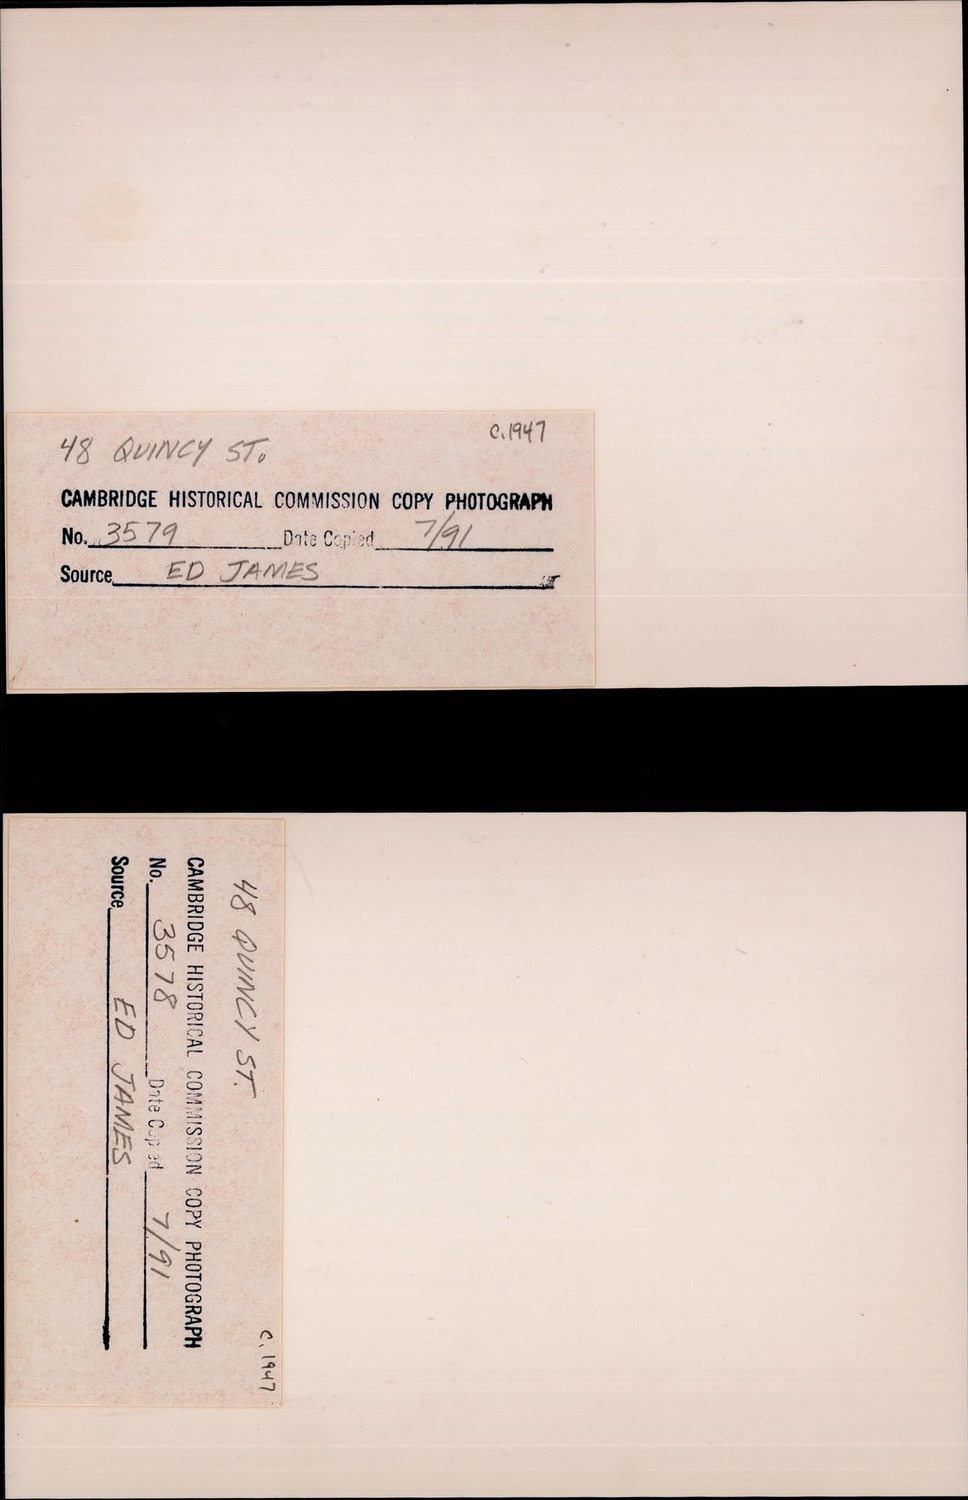 48 QUINCY ST.
c.1947
CAMBRIDGE HISTORICAL COMMISSION COPY PHOTOGRAPH
No. 3579 Date Copied 7/91
Source ED JAMES
48 QUINCY ST.
c. 1947
CAMBRIDGE HISTORICAL COMMISSION COPY PHOTOGRAPH
No. 3578 Date Copied 7/91
Source ED JAMES